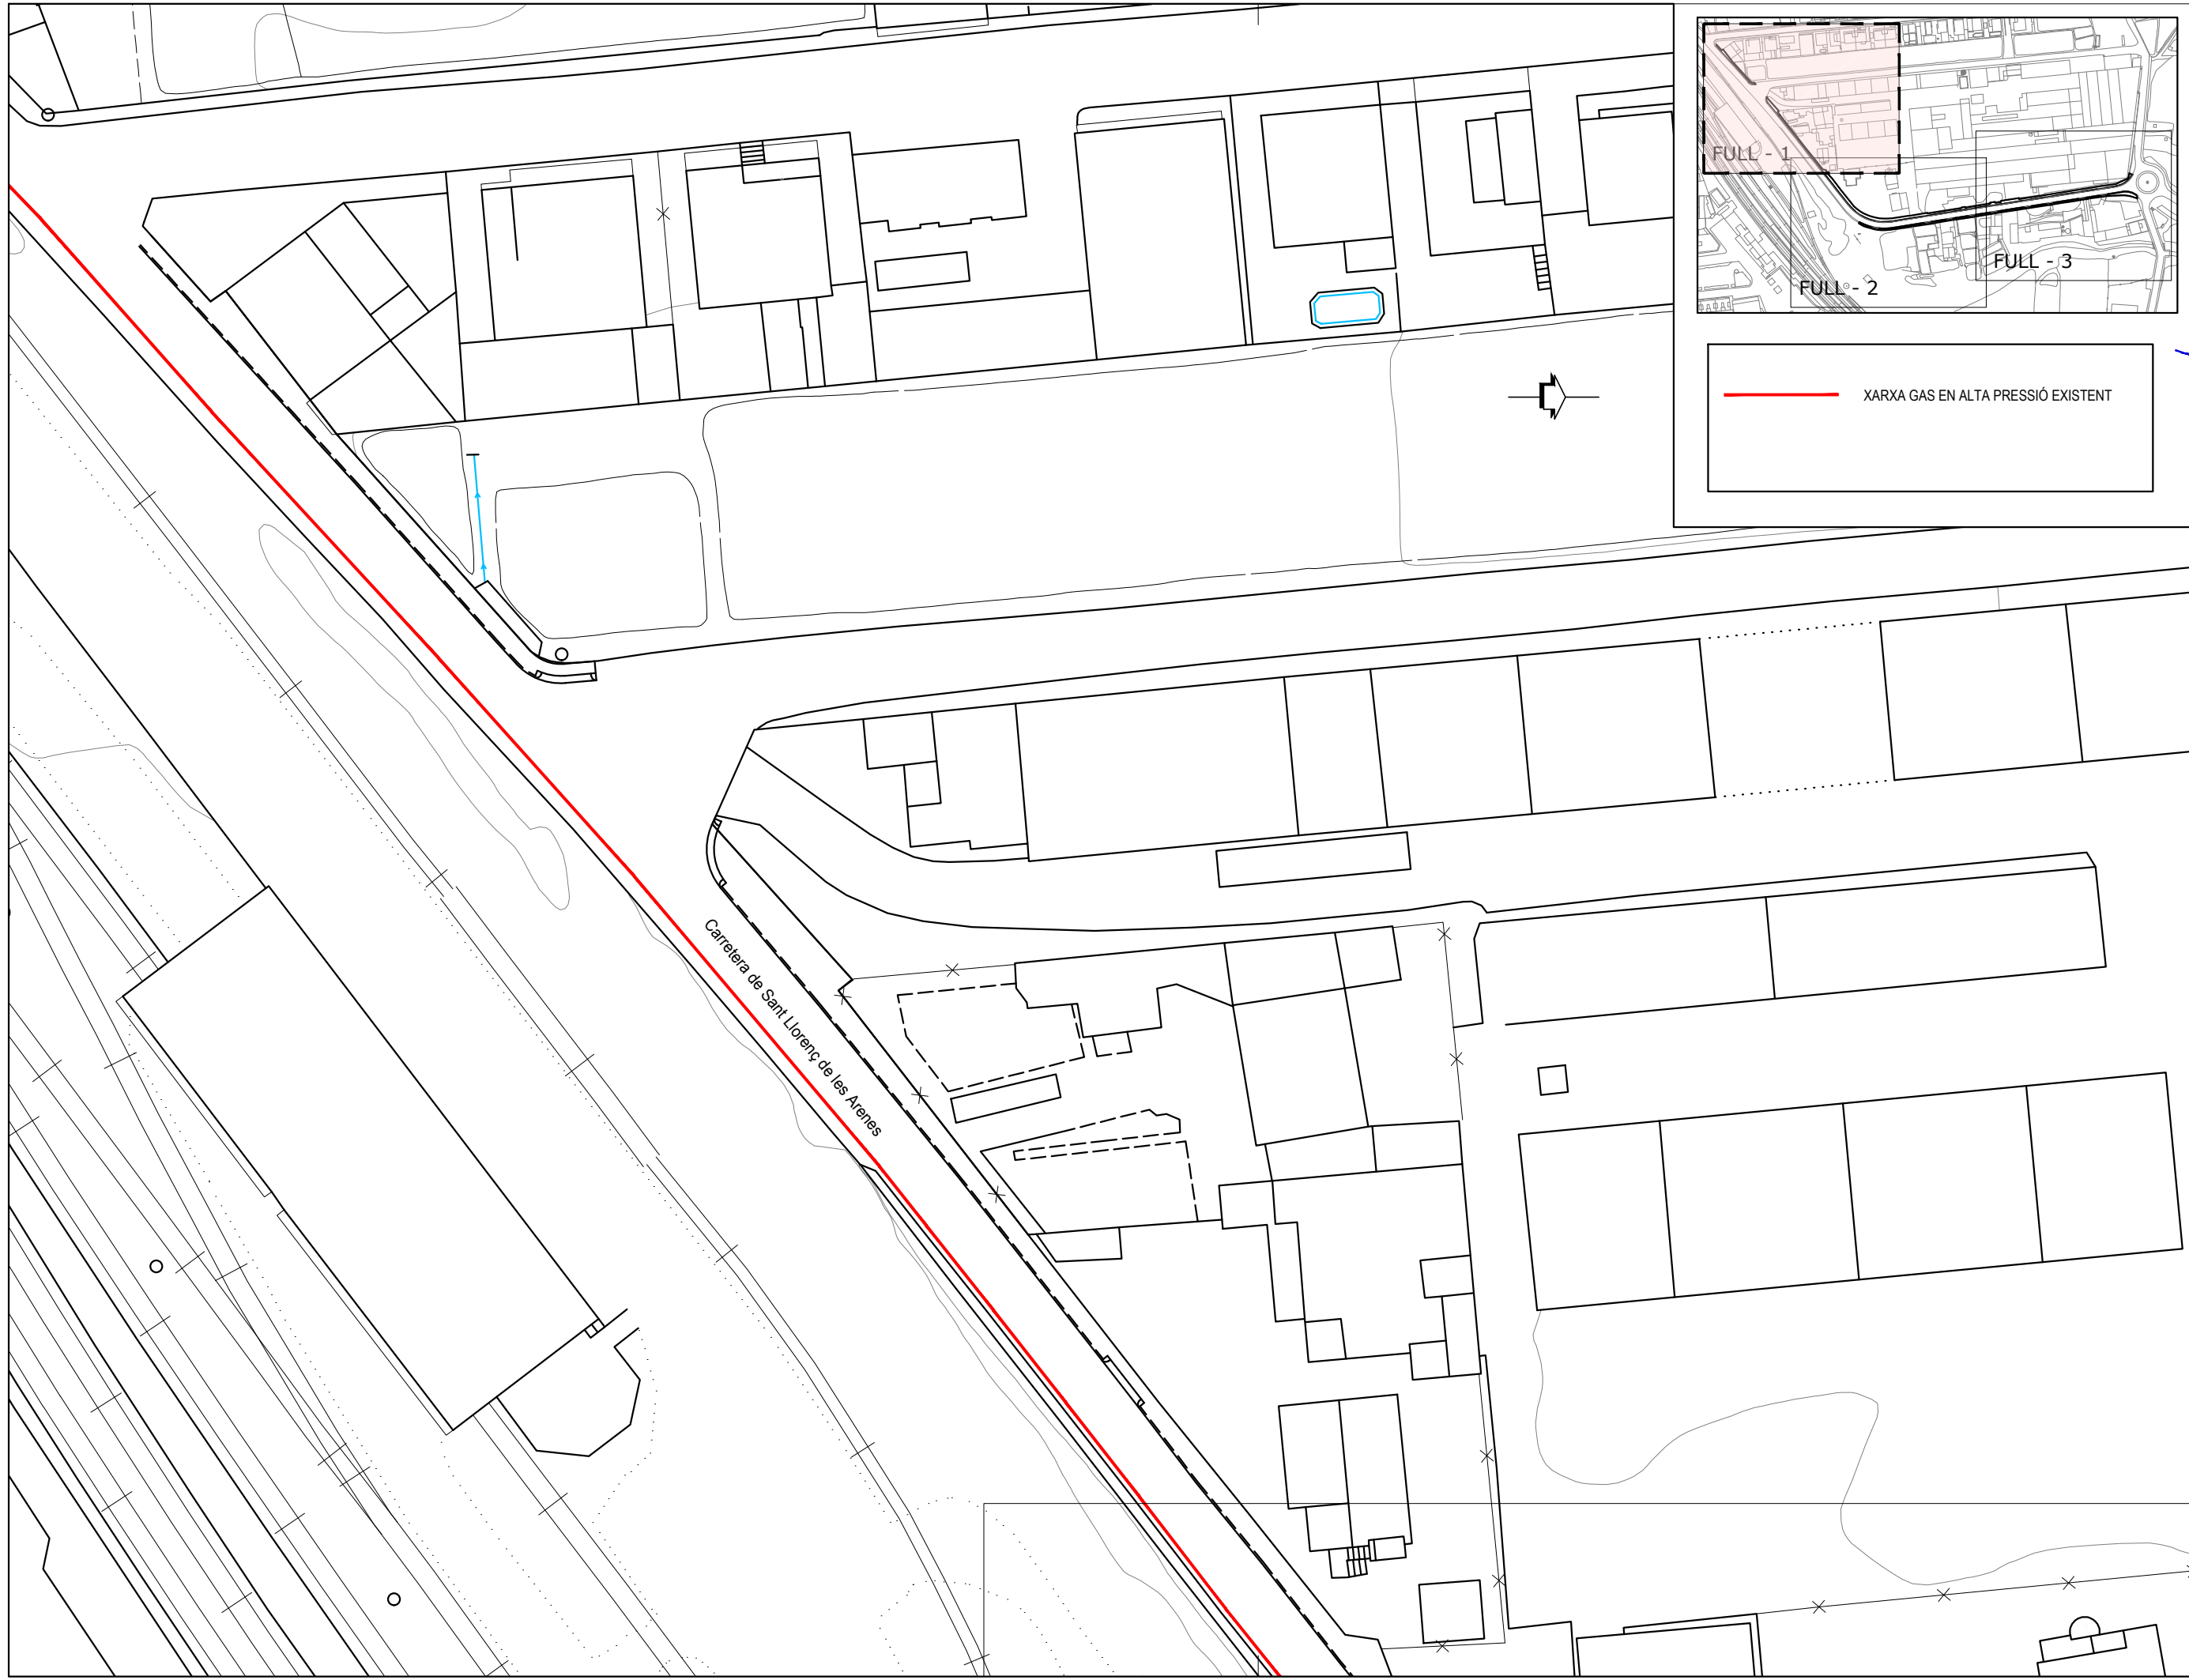 FULL - 1
FULL - 3
FULL - 2
XARXA GAS EN ALTA PRESSIÓ EXISTENT
Carretera de Sant Llorenç de les Arenes